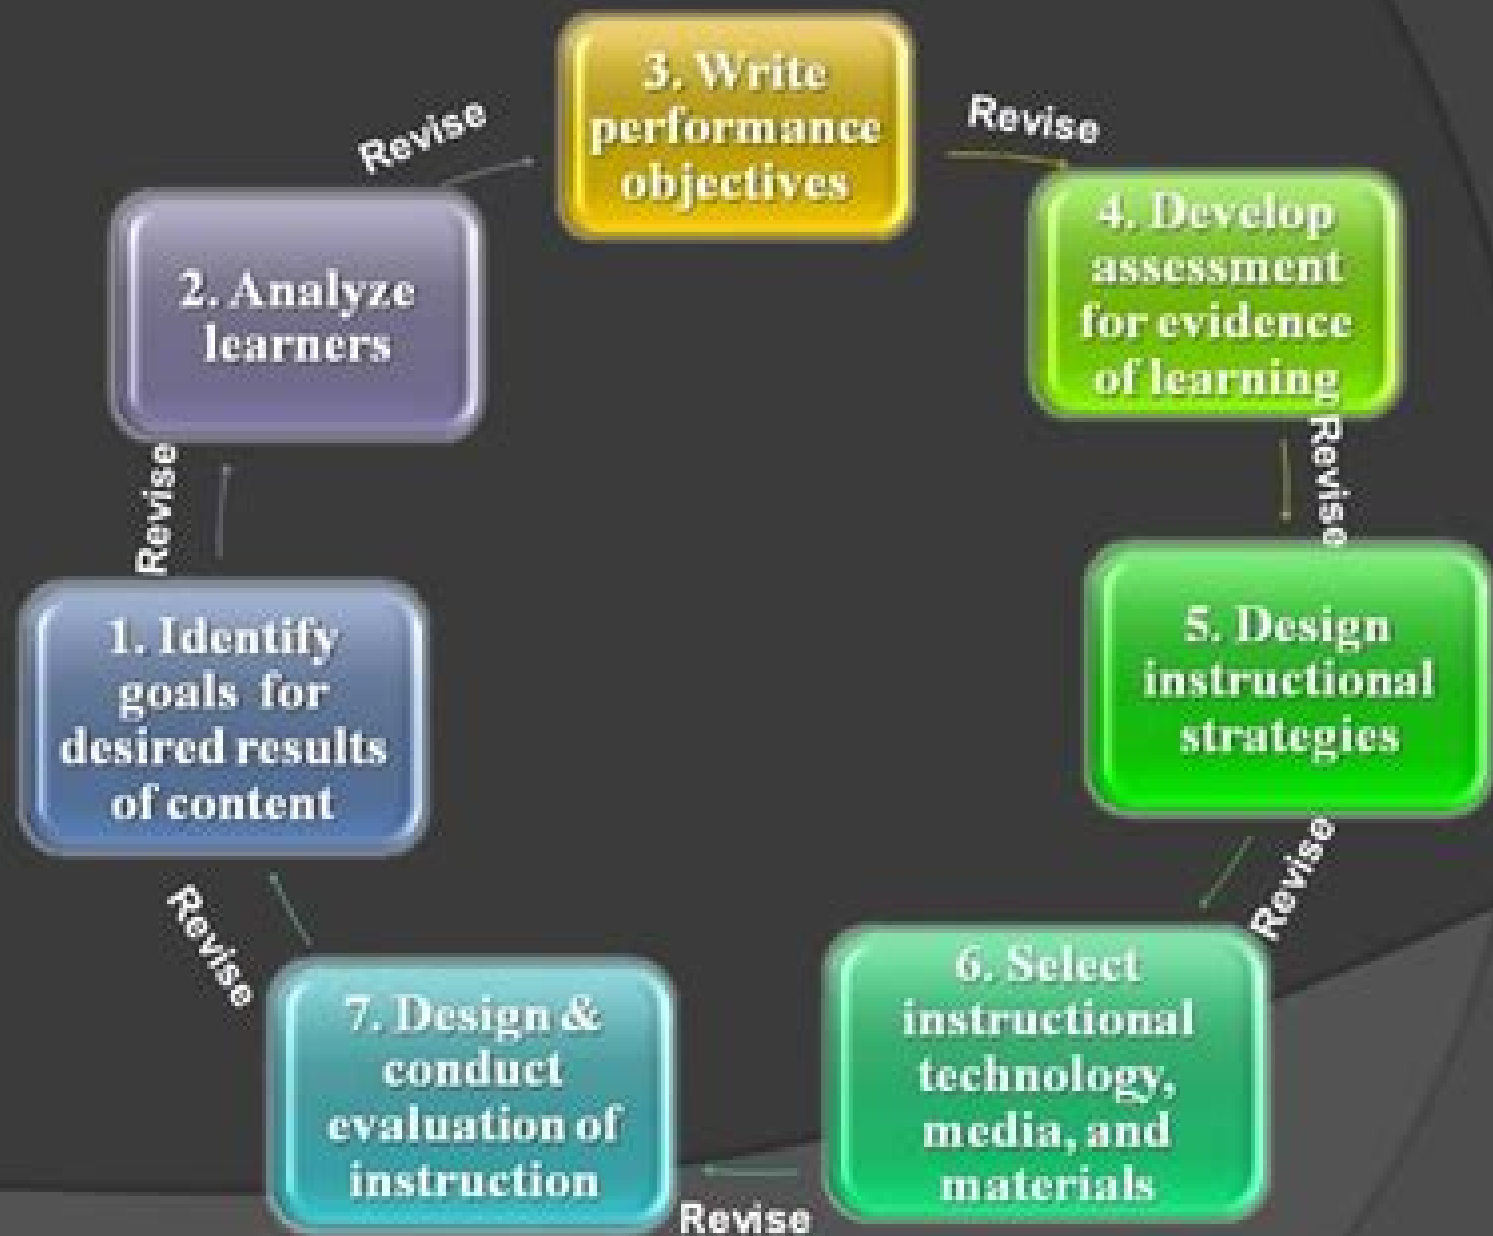 1. Identify
goals for
desired results
of content
Revise
2. Analyze
learners
Revise
3. Write
performance
objectives
Revise
4. Develop
assessment
for evidence
of learning
Revise
5. Design
instructional
strategies
Revise
6. Select
instructional
technology,
media, and
materials
Revise
7. Design &
conduct
evaluation of
instruction
Revise